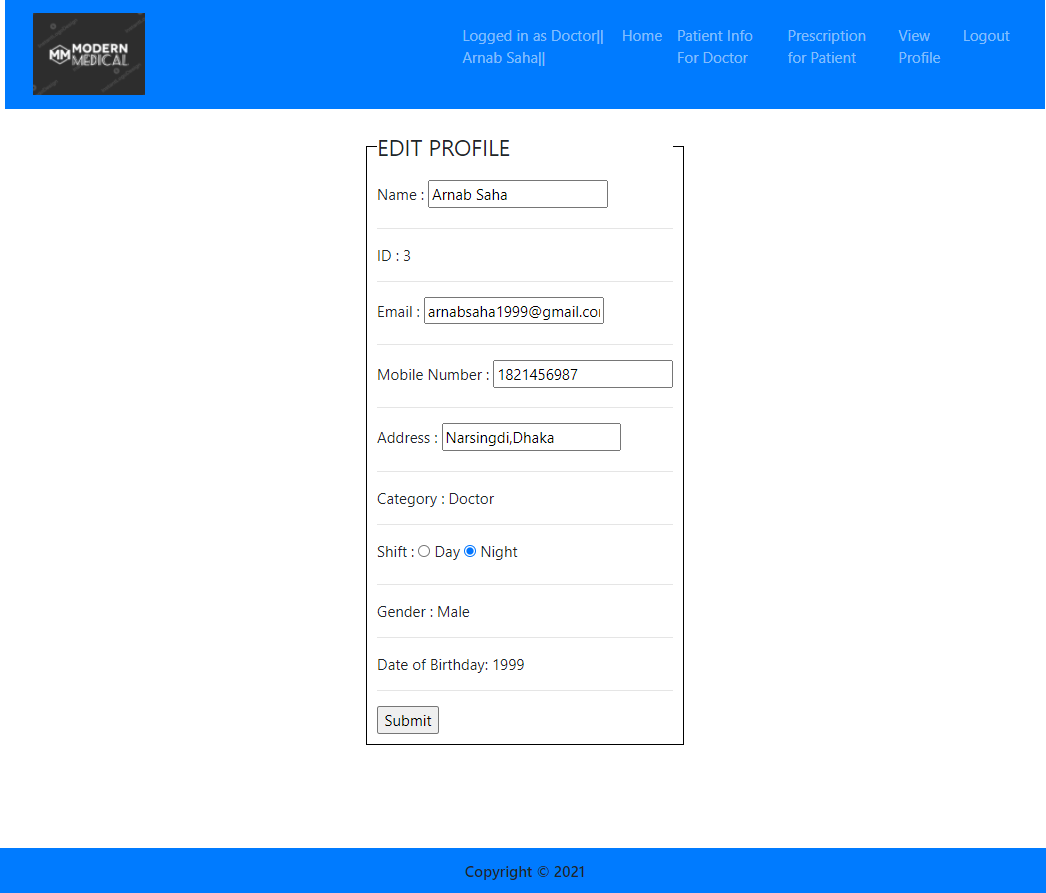 MM MODERN
MEDICAL
Logged in as Doctor|| Home Patient Info Prescription View Logout
Arnab Saha|| For Doctor for Patient Profile
EDIT PROFILE
Name : Arnab Saha
ID : 3
Email : arnabsaha1999@gmail.co
Mobile Number : 1821456987
Address : Narsingdi,Dhaka
Category : Doctor
Shift : Day Night
Gender : Male
Date of Birthday: 1999
Submit
Copyright © 2021